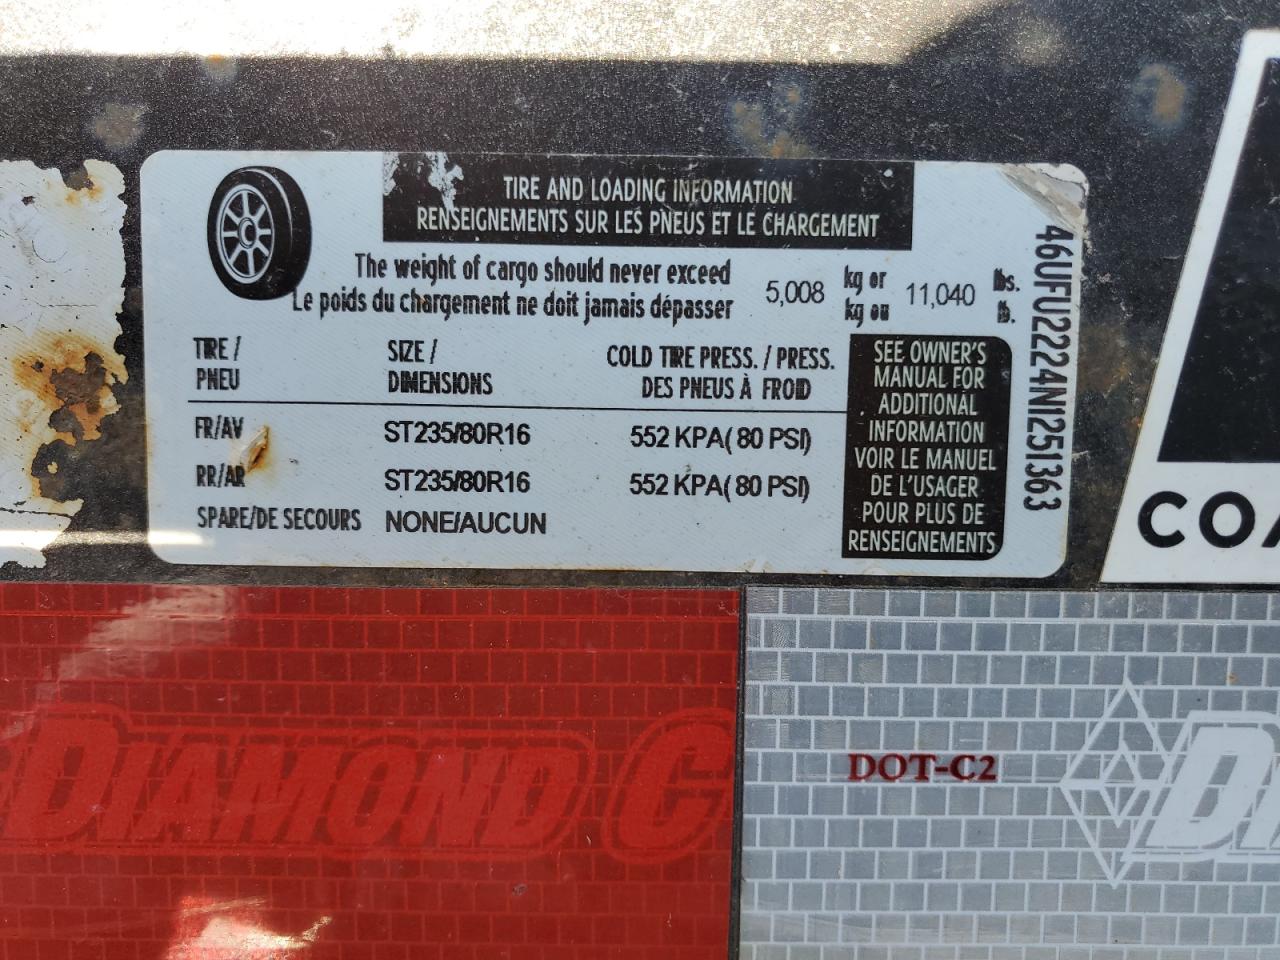 TIRE AND LOADING INFORMATION
RENSEIGNEMENTS SUR LES PNEUS ET LE CHARGEMENT
The weight of cargo should never exceed 5,008 kg or 11,040 lbs.
Le poids du chargement ne doit jamais dépasser kg ou lb.
TIRE / SIZE / COLD TIRE PRESS. / PRESS.
PNEU DIMENSIONS DES PNEUS À FROID
FR/AV ST235/80R16 552 KPA( 80 PSI)
RR/AR ST235/80R16 552 KPA( 80 PSI)
SPARE/DE SECOURS NONE/AUCUN
SEE OWNER'S
MANUAL FOR
ADDITIONAL
INFORMATION
VOIR LE MANUEL
DE L'USAGER
POUR PLUS DE
RENSEIGNEMENTS
46UFU2224N1251363
DIAMOND C
DOT-C2